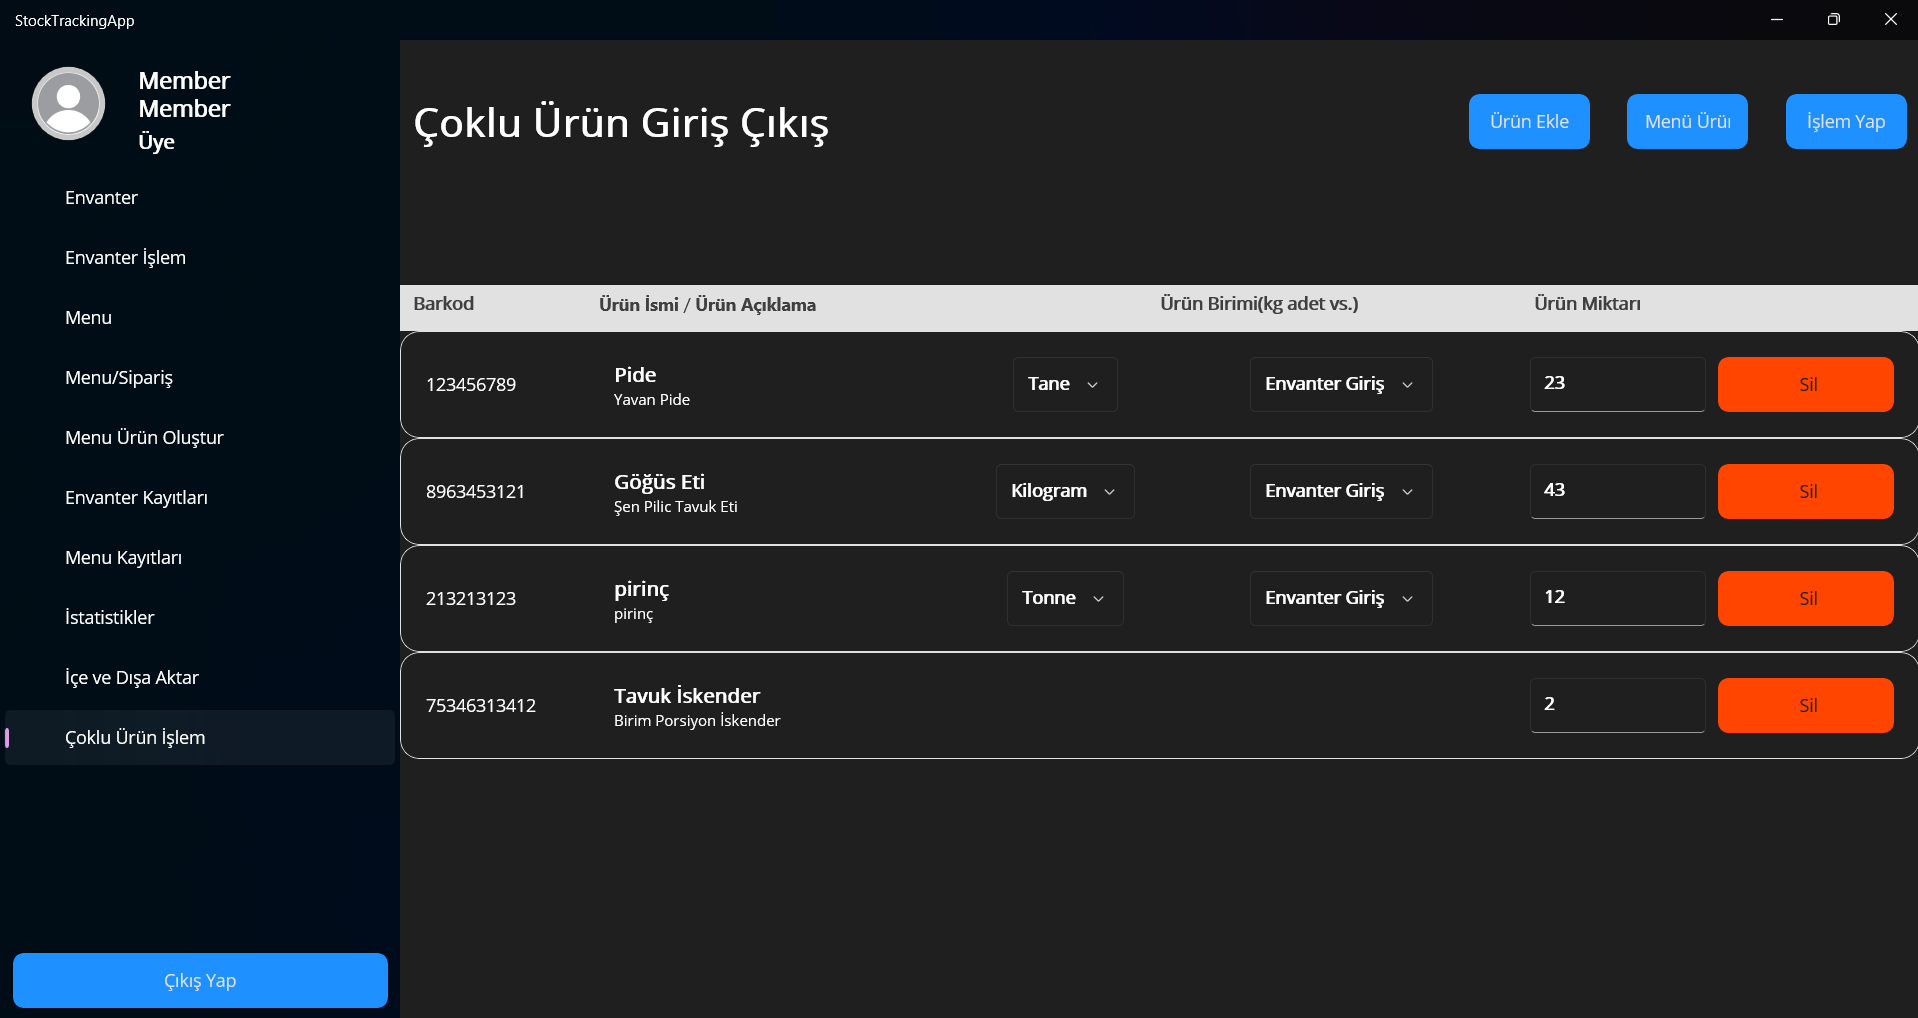 StockTrackingApp
Member
Member
Üye
Envanter
Envanter İşlem
Menu
Menu/Sipariş
Menu Ürün Oluştur
Envanter Kayıtları
Menu Kayıtları
İstatistikler
İçe ve Dışa Aktar
Çoklu Ürün İşlem
Çıkış Yap
Çoklu Ürün Giriş Çıkış
Ürün Ekle
Menü Ürü
İşlem Yap
Barkod Ürün İsmi / Ürün Açıklama Ürün Birimi(kg adet vs.) Ürün Miktarı
123456789 Pide Tane Envanter Giriş 23 Sil
Yavan Pide
8963453121 Göğüs Eti Kilogram Envanter Giriş 43 Sil
Şen Pilic Tavuk Eti
213213123 pirinç Tonne Envanter Giriş 12 Sil
pirinç
75346313412 Tavuk İskender 2 Sil
Birim Porsiyon İskender